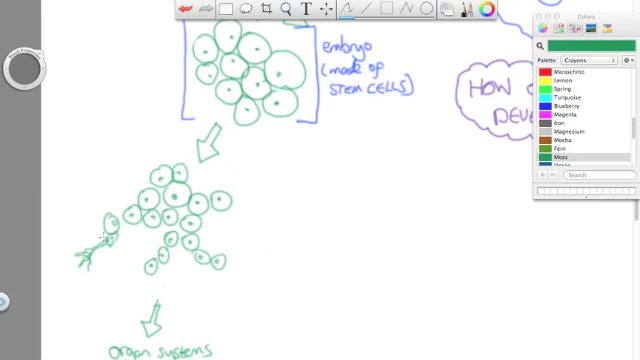 embryo
(made of
STEM CELLS)
HOW
DEVE
organ systems
Colors
Palette:
Crayons
Maraschino
Lemon
Spring
Turquoise
Blueberry
Magenta
Iron
Magnesium
Mocha
Fern
Moss
Ocean
Search